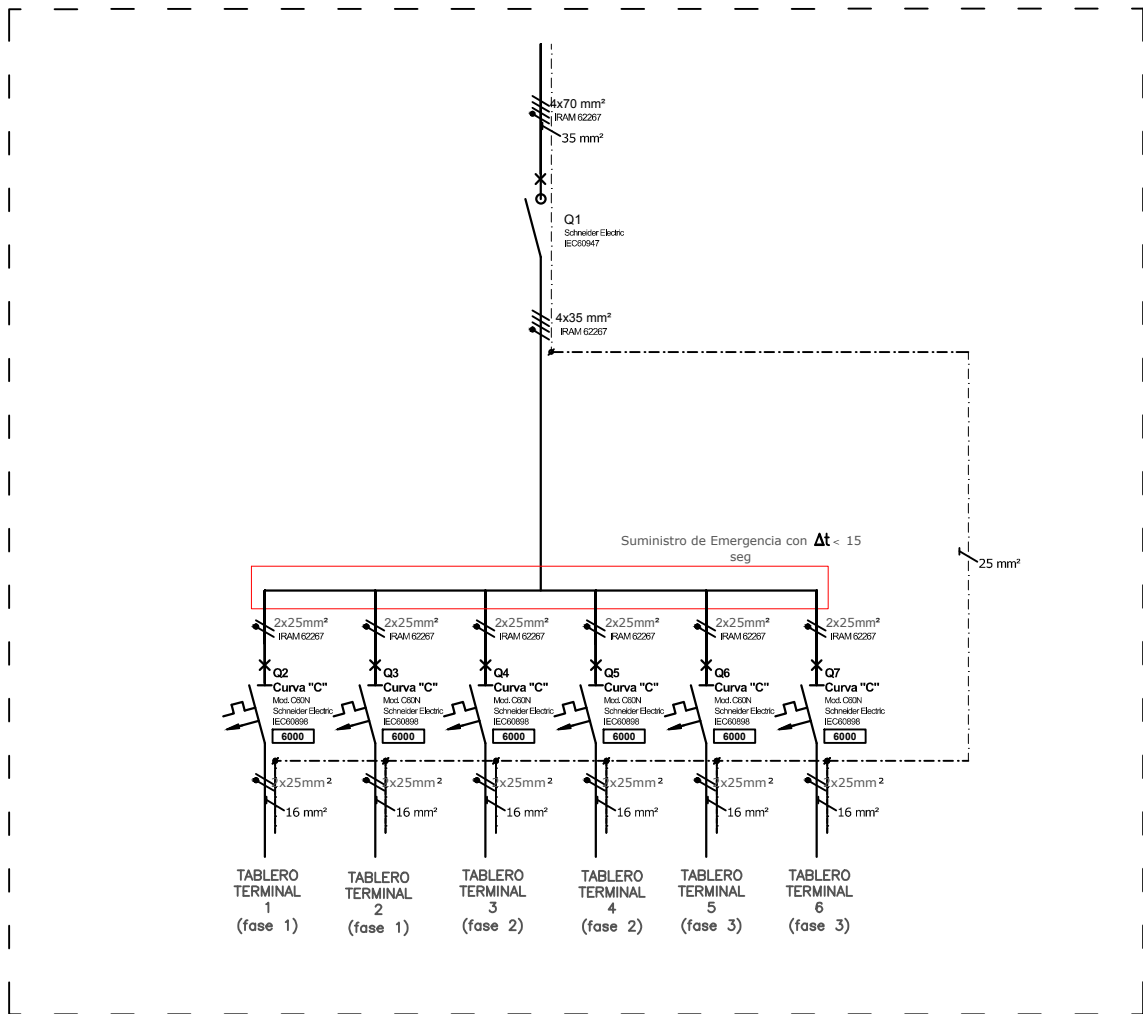 4x70 mm²
IRAM 62267
35 mm²
Q1
Schneider Electric
IEC60947
4x35 mm²
IRAM 62267
Suministro de Emergencia con Δt < 15
seg
25 mm²
2x25mm²
IRAM 62267
2x25mm²
IRAM 62267
2x25mm²
IRAM 62267
2x25mm²
IRAM 62267
2x25mm²
IRAM 62267
2x25mm²
IRAM 62267
Q2
Curva "C"
Mod. C60N
Schneider Electric
IEC60898
6000
Q3
Curva "C"
Mod. C60N
Schneider Electric
IEC60898
6000
Q4
Curva "C"
Mod. C60N
Schneider Electric
IEC60898
6000
Q5
Curva "C"
Mod. C60N
Schneider Electric
IEC60898
6000
Q6
Curva "C"
Mod. C60N
Schneider Electric
IEC60898
6000
Q7
Curva "C"
Mod. C60N
Schneider Electric
IEC60898
6000
2x25mm²
16 mm²
2x25mm²
16 mm²
2x25mm²
16 mm²
2x25mm²
16 mm²
2x25mm²
16 mm²
2x25mm²
16 mm²
TABLERO
TERMINAL
1
(fase 1)
TABLERO
TERMINAL
2
(fase 1)
TABLERO
TERMINAL
3
(fase 2)
TABLERO
TERMINAL
4
(fase 2)
TABLERO
TERMINAL
5
(fase 3)
TABLERO
TERMINAL
6
(fase 3)